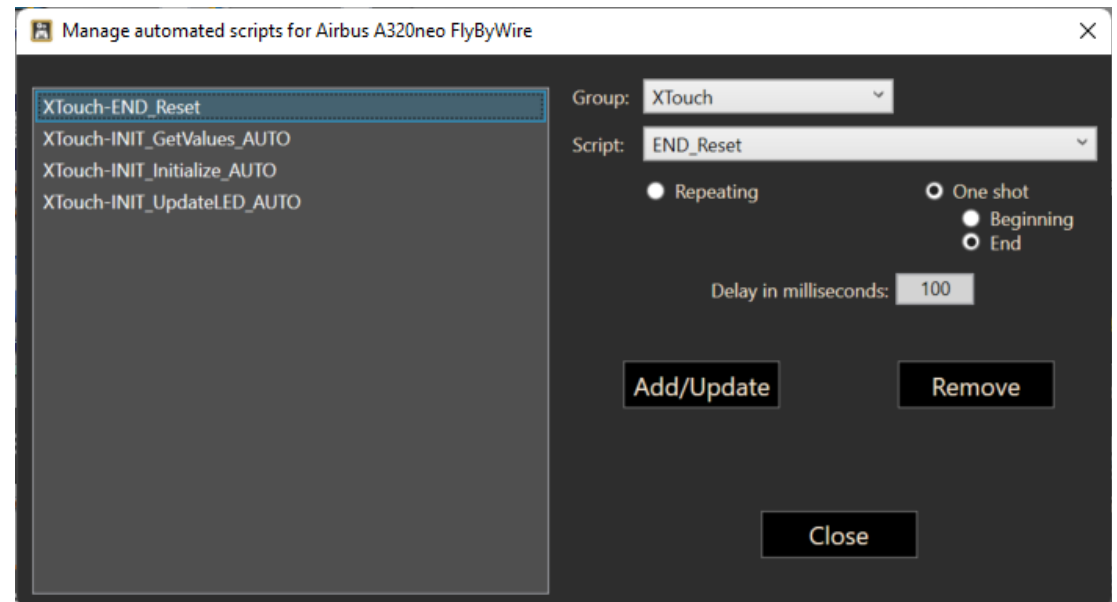 Manage automated scripts for Airbus A320neo FlyByWire
XTouch-END_Reset
XTouch-INIT_GetValues_AUTO
XTouch-INIT_Initialize_AUTO
XTouch-INIT_UpdateLED_AUTO
Group: XTouch
Script: END_Reset
Repeating
One shot
Beginning
End
Delay in milliseconds: 100
Add/Update
Remove
Close